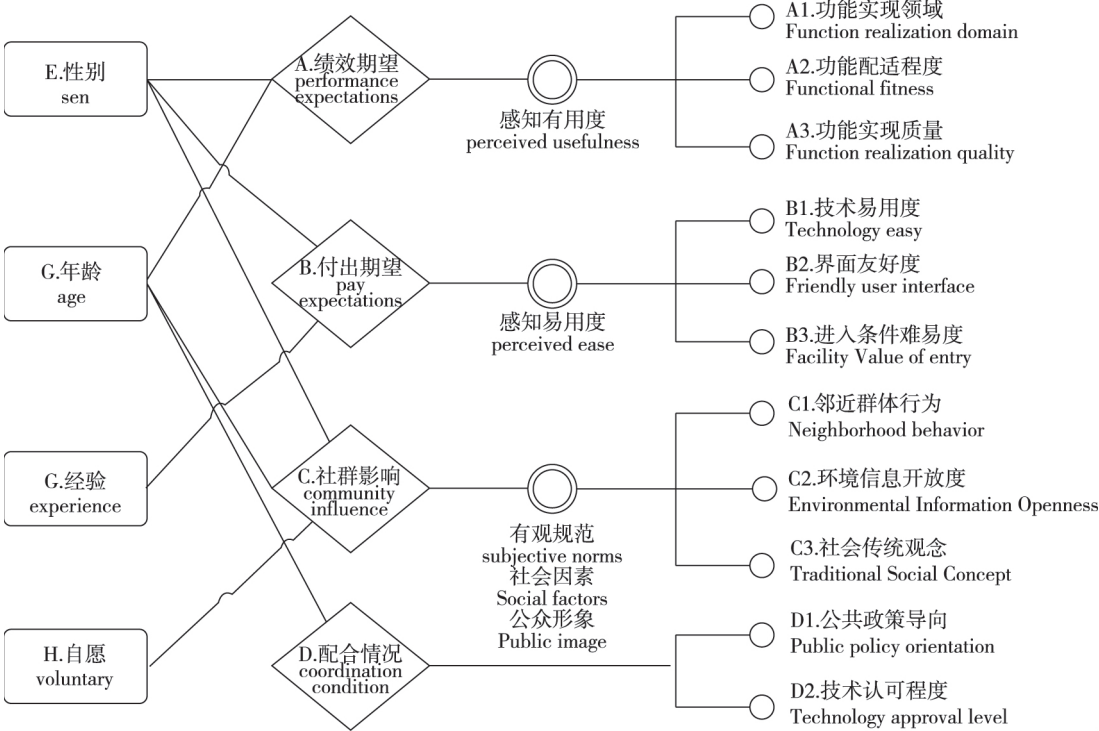 E.性别
sen
G.年龄
age
G.经验
experience
H.自愿
voluntary
A.绩效期望
performance
expectations
B.付出期望
pay
expectations
C.社群影响
community
influence
D.配合情况
coordination
condition
感知有用度
perceived usefulness
感知易用度
perceived ease
有观规范
subjective norms
社会因素
Social factors
公众形象
Public image
A1.功能实现领域
Function realization domain
A2.功能配适程度
Functional fitness
A3.功能实现质量
Function realization quality
B1.技术易用度
Technology easy
B2.界面友好度
Friendly user interface
B3.进入条件难易度
Facility Value of entry
C1.邻近群体行为
Neighborhood behavior
C2.环境信息开放度
Environmental Information Openness
C3.社会传统观念
Traditional Social Concept
D1.公共政策导向
Public policy orientation
D2.技术认可程度
Technology approval level